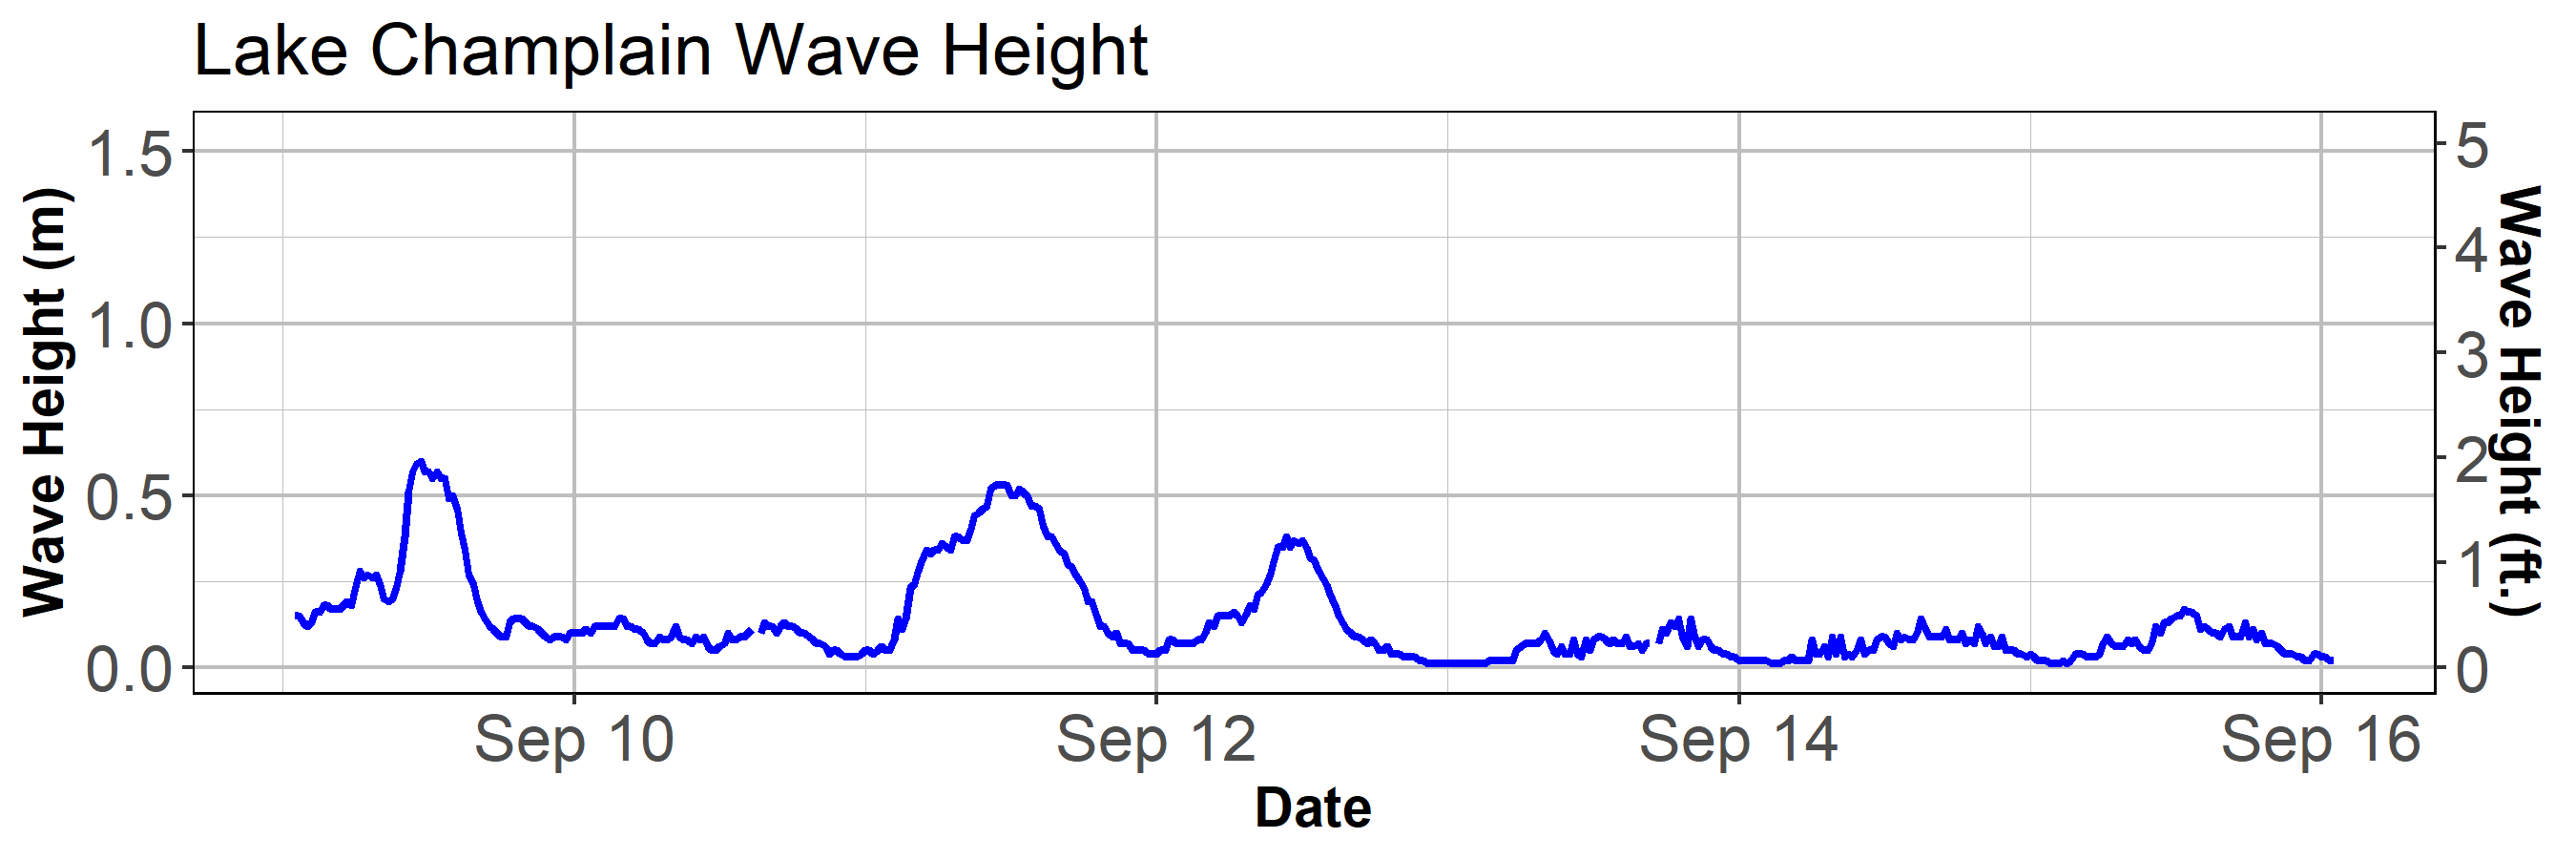 Lake Champlain Wave Height
Wave Height (m)
1.5
1.0
0.5
0.0
5
4
3
2
1
0
Wave Height (ft.)
Sep 10
Sep 12
Sep 14
Sep 16
Date